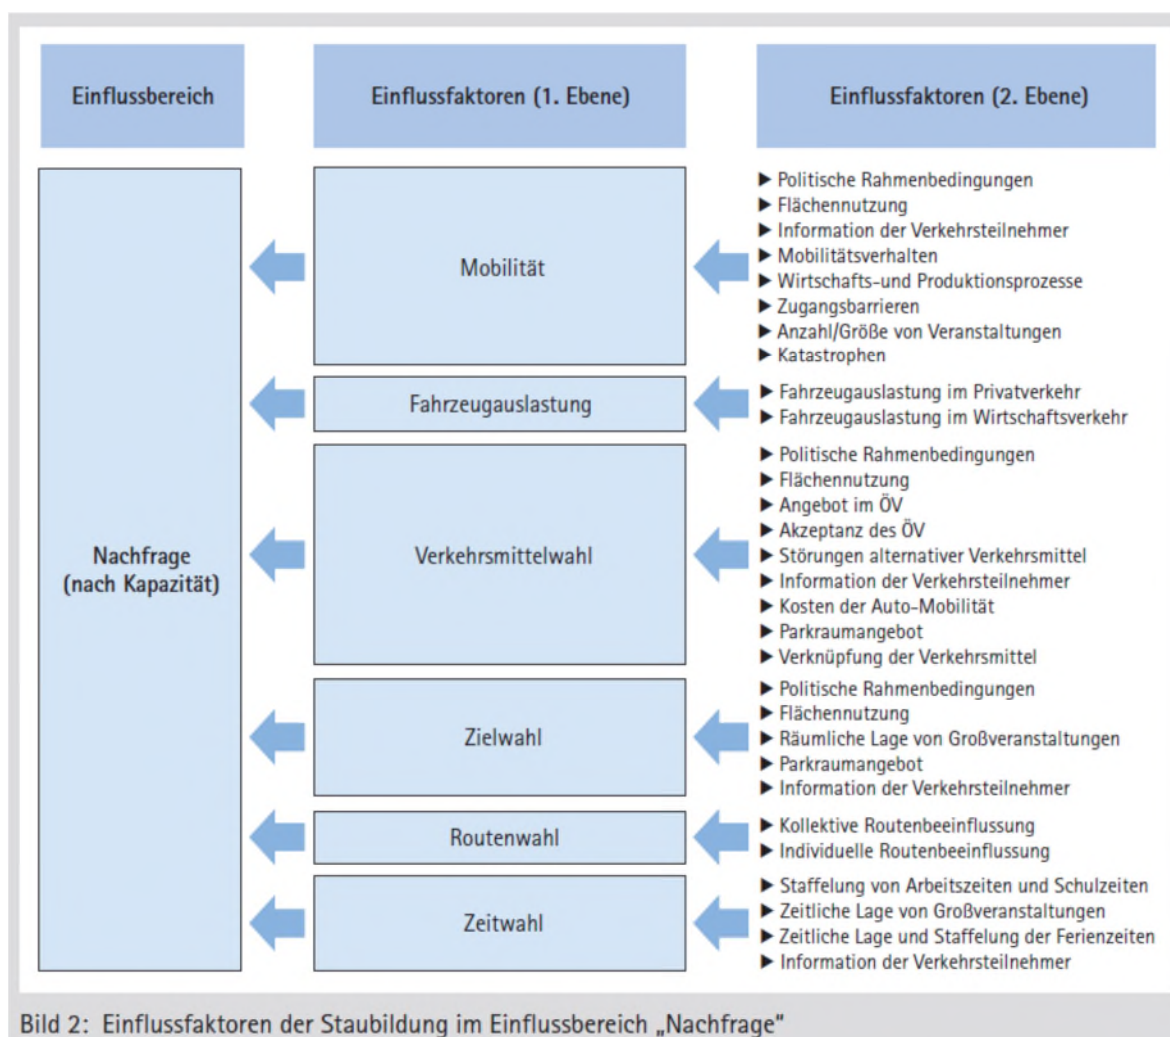 Einflussbereich
Einflussfaktoren (1. Ebene)
Einflussfaktoren (2. Ebene)
Nachfrage
(nach Kapazität)
Mobilität
▶ Politische Rahmenbedingungen
▶ Flächennutzung
▶ Information der Verkehrsteilnehmer
▶ Mobilitätsverhalten
▶ Wirtschafts-und Produktionsprozesse
▶ Zugangsbarrieren
▶ Anzahl/Größe von Veranstaltungen
▶ Katastrophen
Fahrzeugauslastung
▶ Fahrzeugauslastung im Privatverkehr
▶ Fahrzeugauslastung im Wirtschaftsverkehr
Verkehrsmittelwahl
▶ Politische Rahmenbedingungen
▶ Flächennutzung
▶ Angebot im ÖV
▶ Akzeptanz des ÖV
▶ Störungen alternativer Verkehrsmittel
▶ Information der Verkehrsteilnehmer
▶ Kosten der Auto-Mobilität
▶ Parkraumangebot
▶ Verknüpfung der Verkehrsmittel
Zielwahl
▶ Politische Rahmenbedingungen
▶ Flächennutzung
▶ Räumliche Lage von Großveranstaltungen
▶ Parkraumangebot
▶ Information der Verkehrsteilnehmer
Routenwahl
▶ Kollektive Routenbeeinflussung
▶ Individuelle Routenbeeinflussung
Zeitwahl
▶ Staffelung von Arbeitszeiten und Schulzeiten
▶ Zeitliche Lage von Großveranstaltungen
▶ Zeitliche Lage und Staffelung der Ferienzeiten
▶ Information der Verkehrsteilnehmer
Bild 2: Einflussfaktoren der Staubildung im Einflussbereich „Nachfrage“